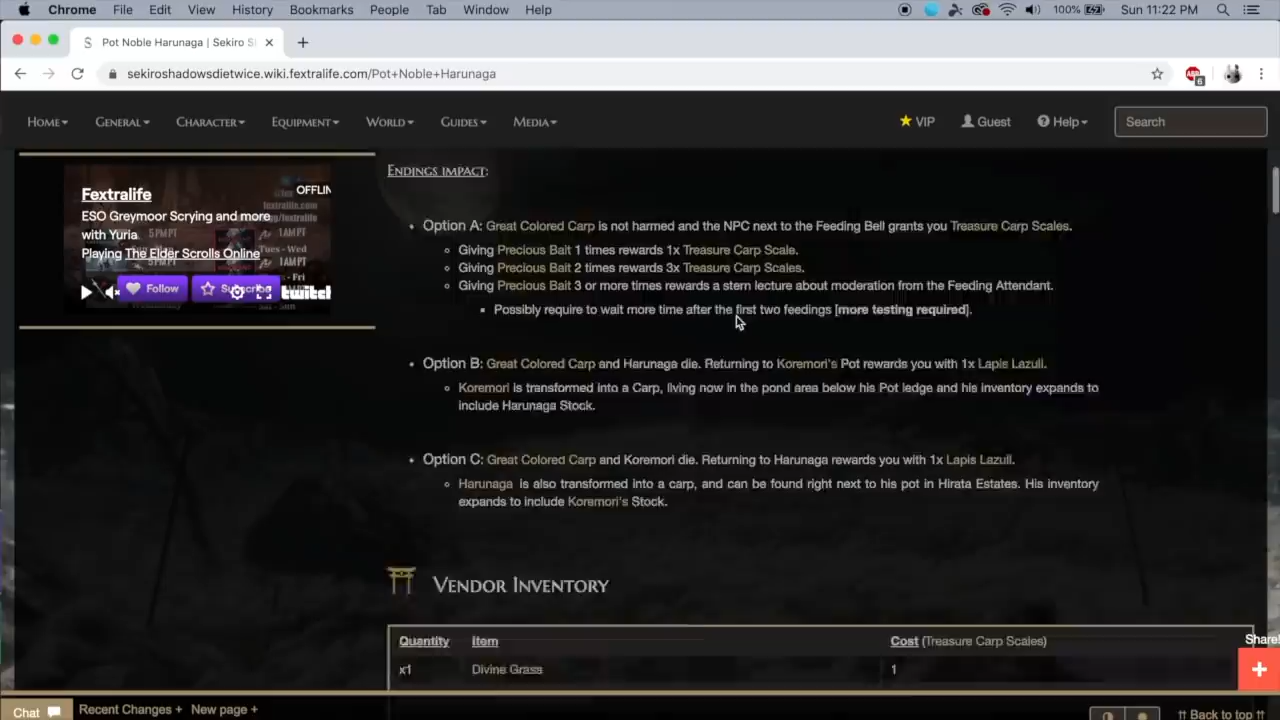 Chrome File Edit View History Bookmarks People Tab Window Help 100% Sun 11:22 PM
Pot Noble Harunaga | Sekiro S
sekiroshadowsdietwice.wiki.fextralife.com/Pot+Noble+Harunaga
Home General Character Equipment World Guides Media VIP Guest Help Search
Fextralife
OFFLIN
ESO Greymoor Scrying and more
with Yuria
Playing The Elder Scrolls Online
Follow Subscribe twitch
Endings impact:
Option A: Great Colored Carp is not harmed and the NPC next to the Feeding Bell grants you Treasure Carp Scales.
Giving Precious Bait 1 times rewards 1x Treasure Carp Scale.
Giving Precious Bait 2 times rewards 3x Treasure Carp Scales.
Giving Precious Bait 3 or more times rewards a stern lecture about moderation from the Feeding Attendant.
Possibly require to wait more time after the first two feedings [more testing required].
Option B: Great Colored Carp and Harunaga die. Returning to Koremori's Pot rewards you with 1x Lapis Lazuli.
Koremori is transformed into a Carp, living now in the pond area below his Pot ledge and his inventory expands to
include Harunaga Stock.
Option C: Great Colored Carp and Koremori die. Returning to Harunaga rewards you with 1x Lapis Lazuli.
Harunaga is also transformed into a carp, and can be found right next to his pot in Hirata Estates. His inventory
expands to include Koremori's Stock.
Vendor Inventory
Quantity Item Cost (Treasure Carp Scales)
x1 Divine Grass 1
Share!
+
Chat Recent Changes + New page + Back to top